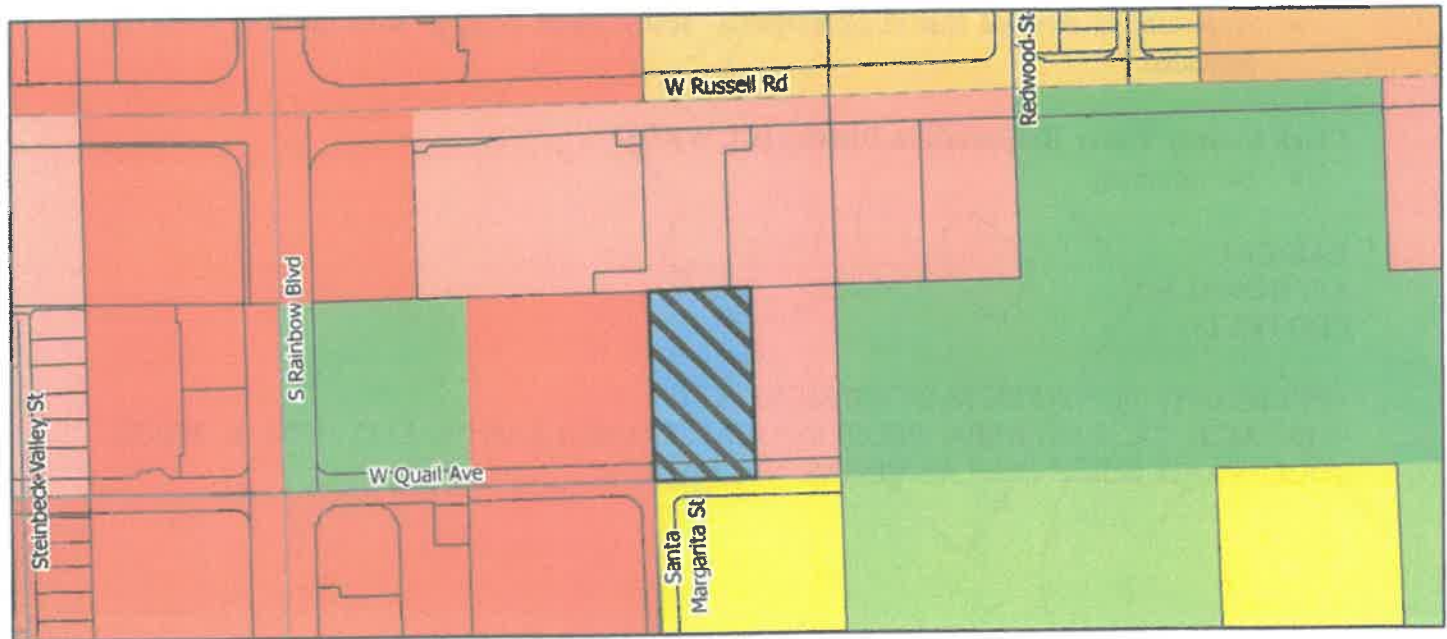 W Russell Rd
Redwood St
S Rainbow Blvd
Steinbeck Valley St
W Quail Ave
Santa
Margarita St